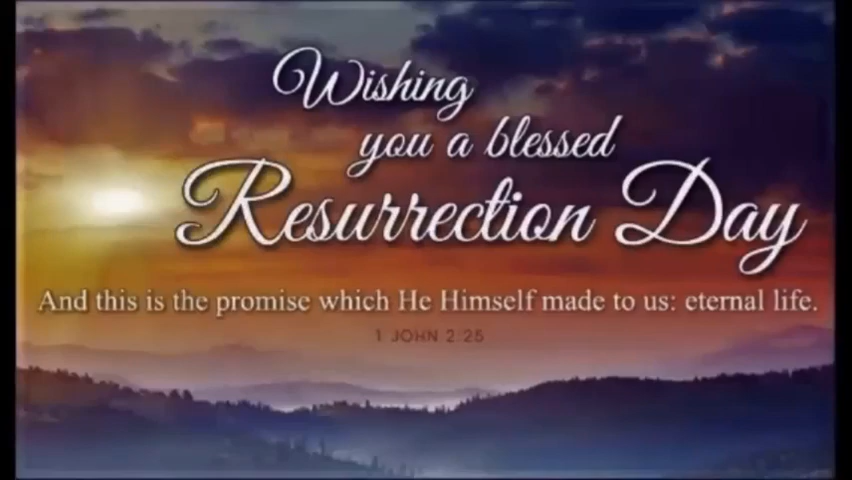 Wishing
you a blessed
Resurrection Day
And this is the promise which He Himself made to us: eternal life.
1 JOHN 2:25